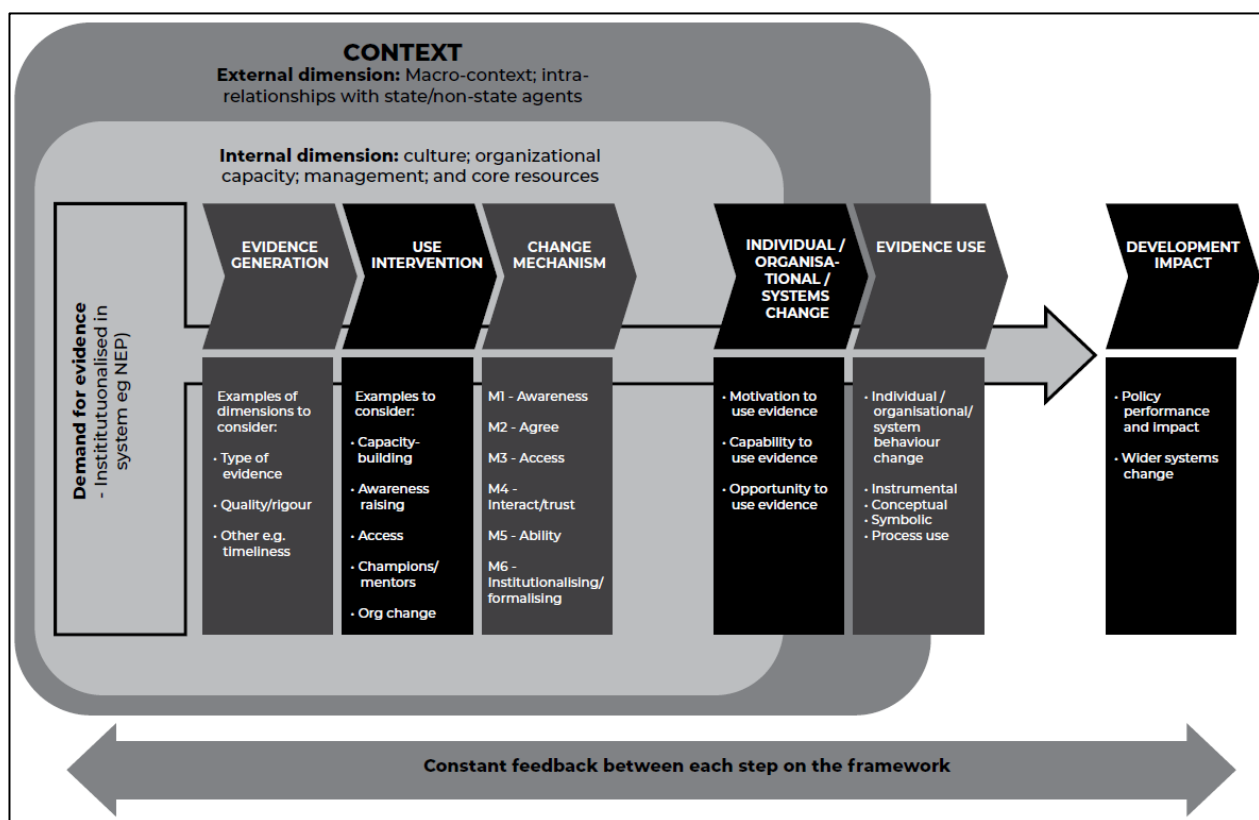 CONTEXT
External dimension: Macro-context; intra-
relationships with state/non-state agents
Internal dimension: culture; organizational
capacity; management; and core resources
Demand for evidence
- Instititutuonalised in
system eg NEP)
EVIDENCE
GENERATION
Examples of
dimensions to
consider:
• Type of
evidence
• Quality/rigour
• Other e.g.
timeliness
USE
INTERVENTION
Examples to
consider:
• Capacity-
building
• Awareness
raising
• Access
• Champions/
mentors
• Org change
CHANGE
MECHANISM
M1 - Awareness
M2 - Agree
M3 - Access
M4 -
Interact/trust
M5 - Ability
M6 -
Institutionalising/
formalising
INDIVIDUAL /
ORGANISA-
TIONAL /
SYSTEMS
CHANGE
• Motivation to
use evidence
• Capability to
use evidence
• Opportunity to
use evidence
EVIDENCE USE
• Individual /
organisational/
system
behaviour
change
• Instrumental
• Conceptual
• Symbolic
• Process use
DEVELOPMENT
IMPACT
• Policy
performance
and impact
• Wider systems
change
Constant feedback between each step on the framework